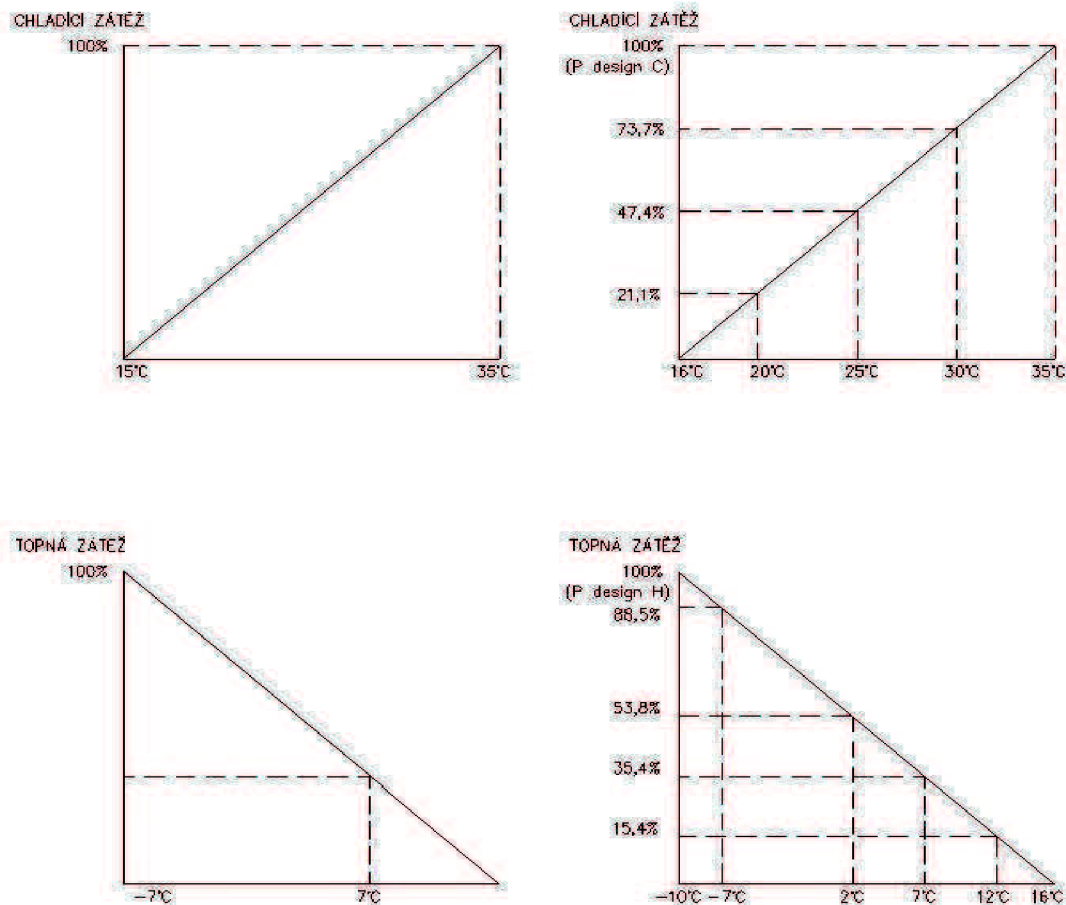 CHLADÍCÍ ZÁTĚŽ
100%
15°C
35°C
CHLADÍCÍ ZÁTĚŽ
100%
(P design C)
73,7%
47,4%
21,1%
16°C
20°C
25°C
30°C
35°C
TOPNÁ ZÁTĚŽ
100%
−7°C
7°C
TOPNÁ ZÁTĚŽ
100%
(P design H)
88,5%
53,8%
35,4%
15,4%
−10°C
−7°C
2°C
7°C
12°C
16°C